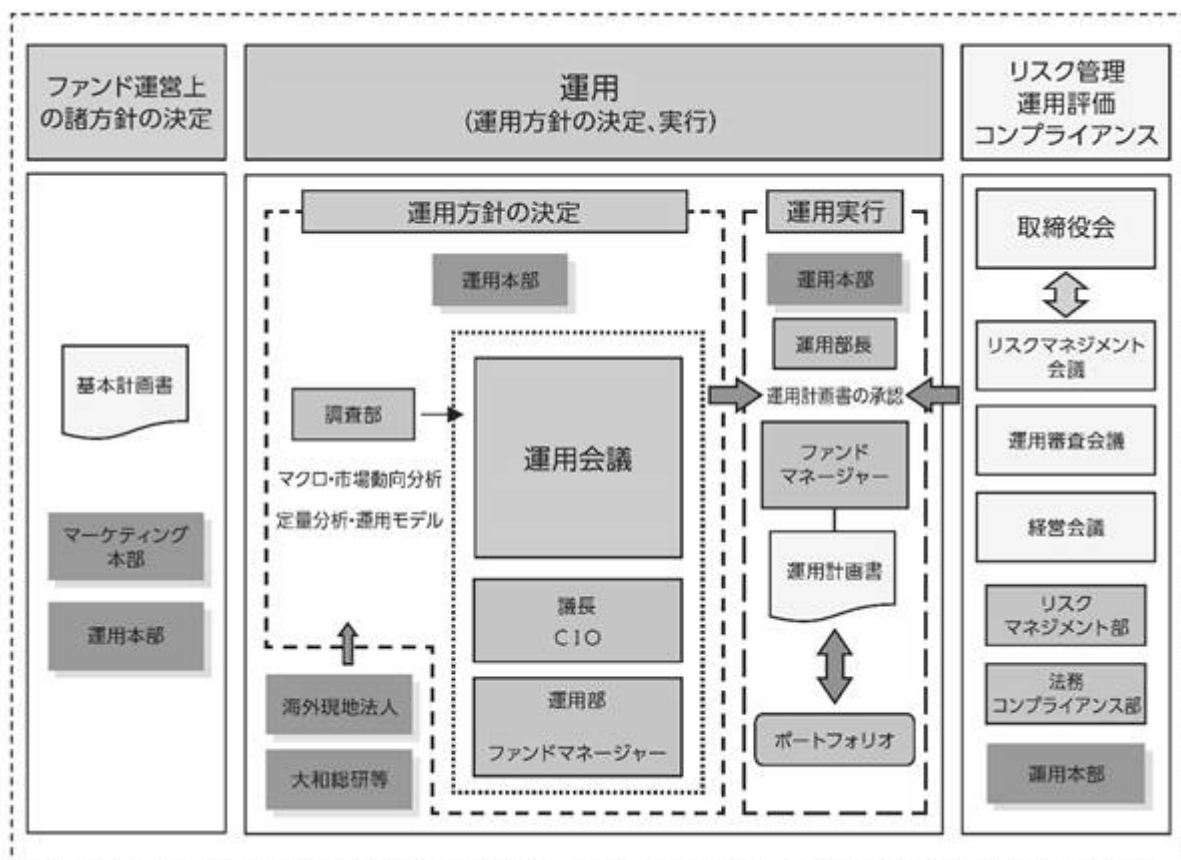 ファンド運営上
の諸方針の決定
運用
(運用方針の決定、実行)
リスク管理
運用評価
コンプライアンス
基本計画書
マーケティング
本部
運用本部
運用方針の決定
運用本部
調査部
マクロ・市場動向分析
定量分析・運用モデル
海外現地法人
大和総研等
運用会議
議長
CIO
運用部
ファンドマネージャー
運用実行
運用本部
運用部長
運用計画書の承認
ファンド
マネージャー
運用計画書
ポートフォリオ
取締役会
リスクマネジメント
会議
運用審査会議
経営会議
リスク
マネジメント部
法務
コンプライアンス部
運用本部